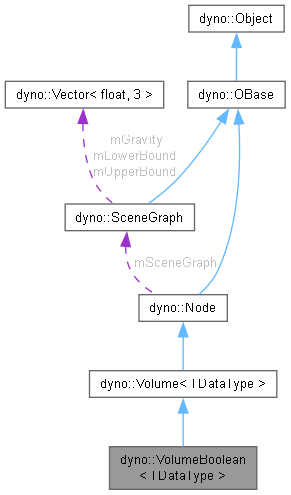 dyno::Object
dyno::Vector< float, 3 >
dyno::OBase
mGravity
mLowerBound
mUpperBound
dyno::SceneGraph
mSceneGraph
dyno::Node
dyno::Volume< TDataType >
dyno::VolumeBoolean
< TDataType >